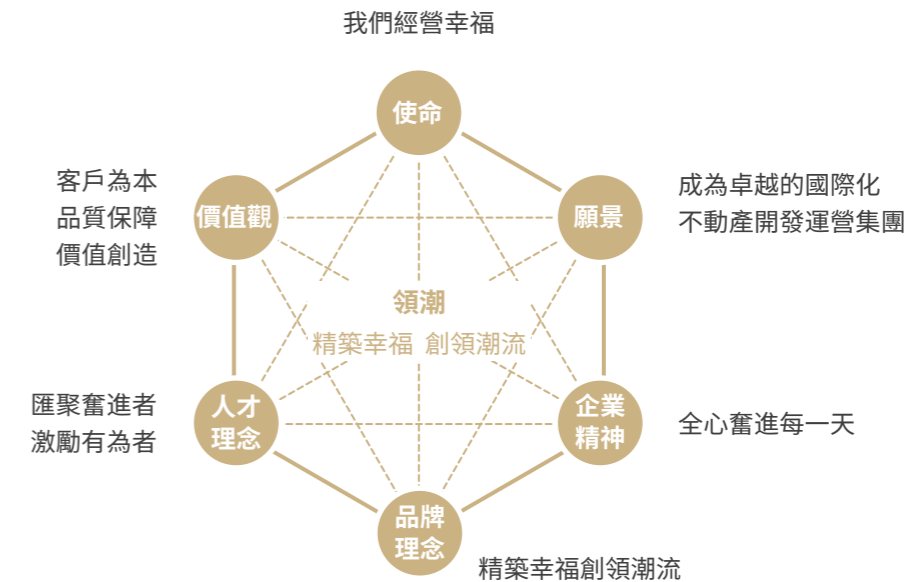 我們經營幸福
使命
客戶為本
品質保障
價值創造
價值觀
願景
成為卓越的國際化
不動產開發運營集團
領潮
精築幸福 創領潮流
匯聚奮進者
激勵有為者
人才
理念
企業
精神
全心奮進每一天
品牌
理念
精築幸福創領潮流